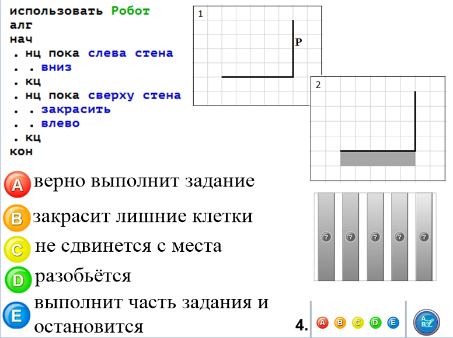 использовать Робот
алг
нач
. нц пока слева стена
. . вниз
. кц
. нц пока сверху стена
. . закрасить
. . влево
. кц
кон
1
Р
2
A верно выполнит задание
B закрасит лишние клетки
C не сдвинется с места
D разобьётся
E выполнит часть задания и
остановится
? ? ? ? ?
4. A B C D E